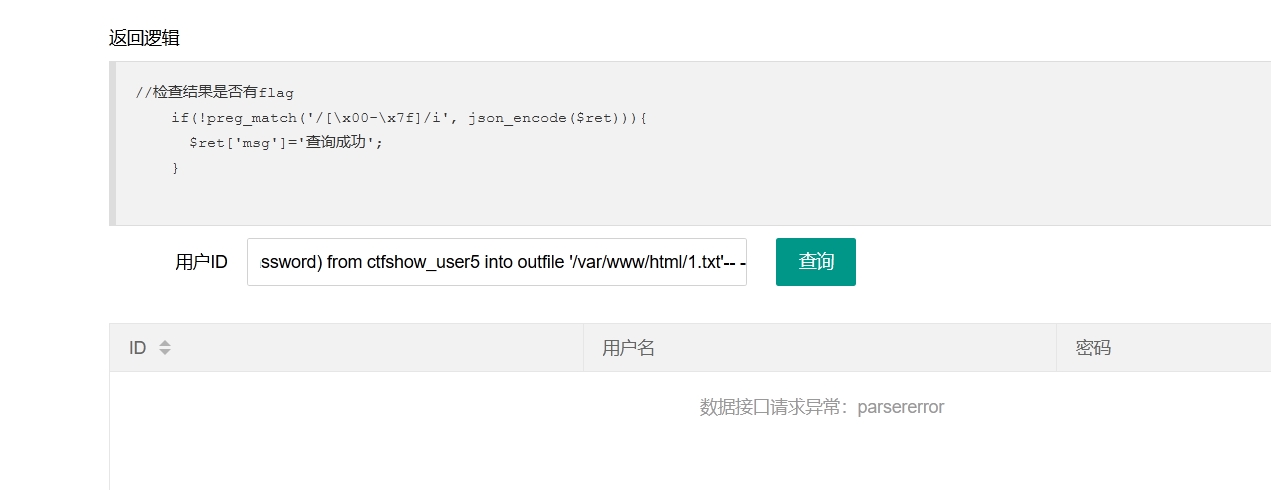 返回逻辑
//检查结果是否有flag
if(!preg_match('/[\x00-\x7f]/i', json_encode($ret))){
$ret['msg']='查询成功';
}
用户ID ssword) from ctfshow_user5 into outfile '/var/www/html/1.txt'-- - 查询
ID 用户名 密码
数据接口请求异常：parsererror